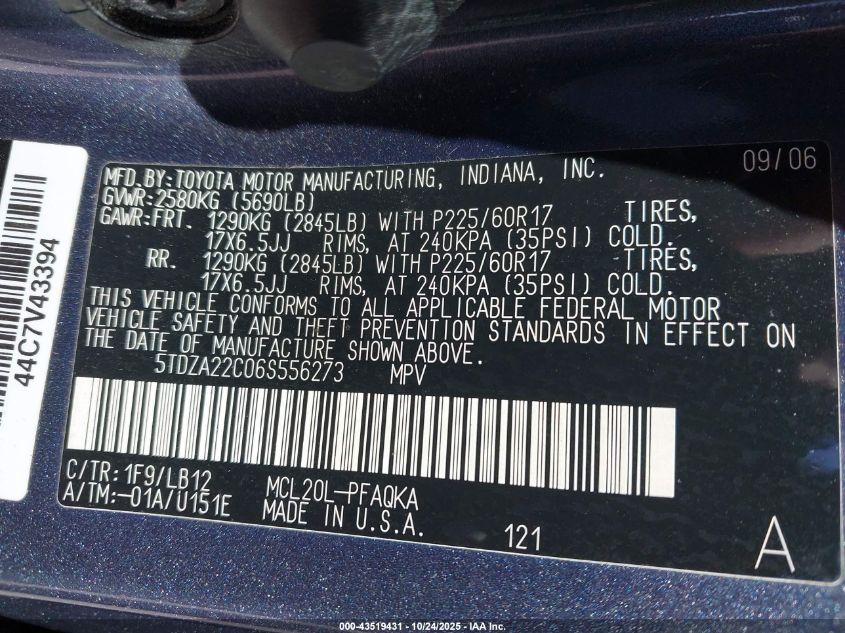 44C7V43394
09/06
MFD.BY:TOYOTA MOTOR MANUFACTURING, INDIANA, INC.
GVWR:2580KG (5690LB)
GAWR:FRT. 1290KG (2845LB) WITH P225/60R17 TIRES,
17X6.5JJ RIMS, AT 240KPA (35PSI) COLD.
RR. 1290KG (2845LB) WITH P225/60R17 TIRES,
17X6.5JJ RIMS, AT 240KPA (35PSI) COLD.
THIS VEHICLE CONFORMS TO ALL APPLICABLE FEDERAL MOTOR
VEHICLE SAFETY AND THEFT PREVENTION STANDARDS IN EFFECT ON
THE DATE OF MANUFACTURE SHOWN ABOVE.
5TDZA22C06S556273 MPV
C/TR:1F9/LB12 MCL20L-PFAQKA
A/TM:-01A/U151E MADE IN U.S.A.
121 A
000-43519431 - 10/24/2025 - IAA Inc.